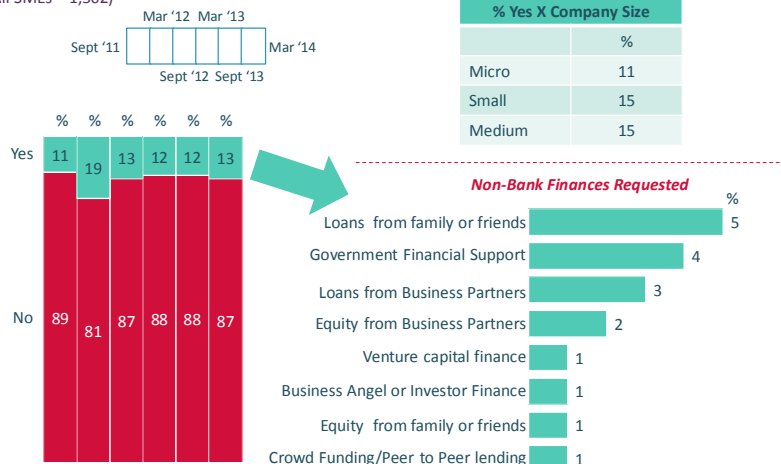 % Yes X Company Size
Mar ‘12 Mar ‘13
Sept ‘11 Mar ‘14
Sept ‘12 Sept ‘13
%
Micro 11
Small 15
Medium 15
% % % % % %
Yes 11 19 13 12 12 13
No 89 81 87 88 88 87
Non-Bank Finances Requested
%
Loans from family or friends 5
Government Financial Support 4
Loans from Business Partners 3
Equity from Business Partners 2
Venture capital finance 1
Business Angel or Investor Finance 1
Equity from family or friends 1
Crowd Funding/Peer to Peer lending 1